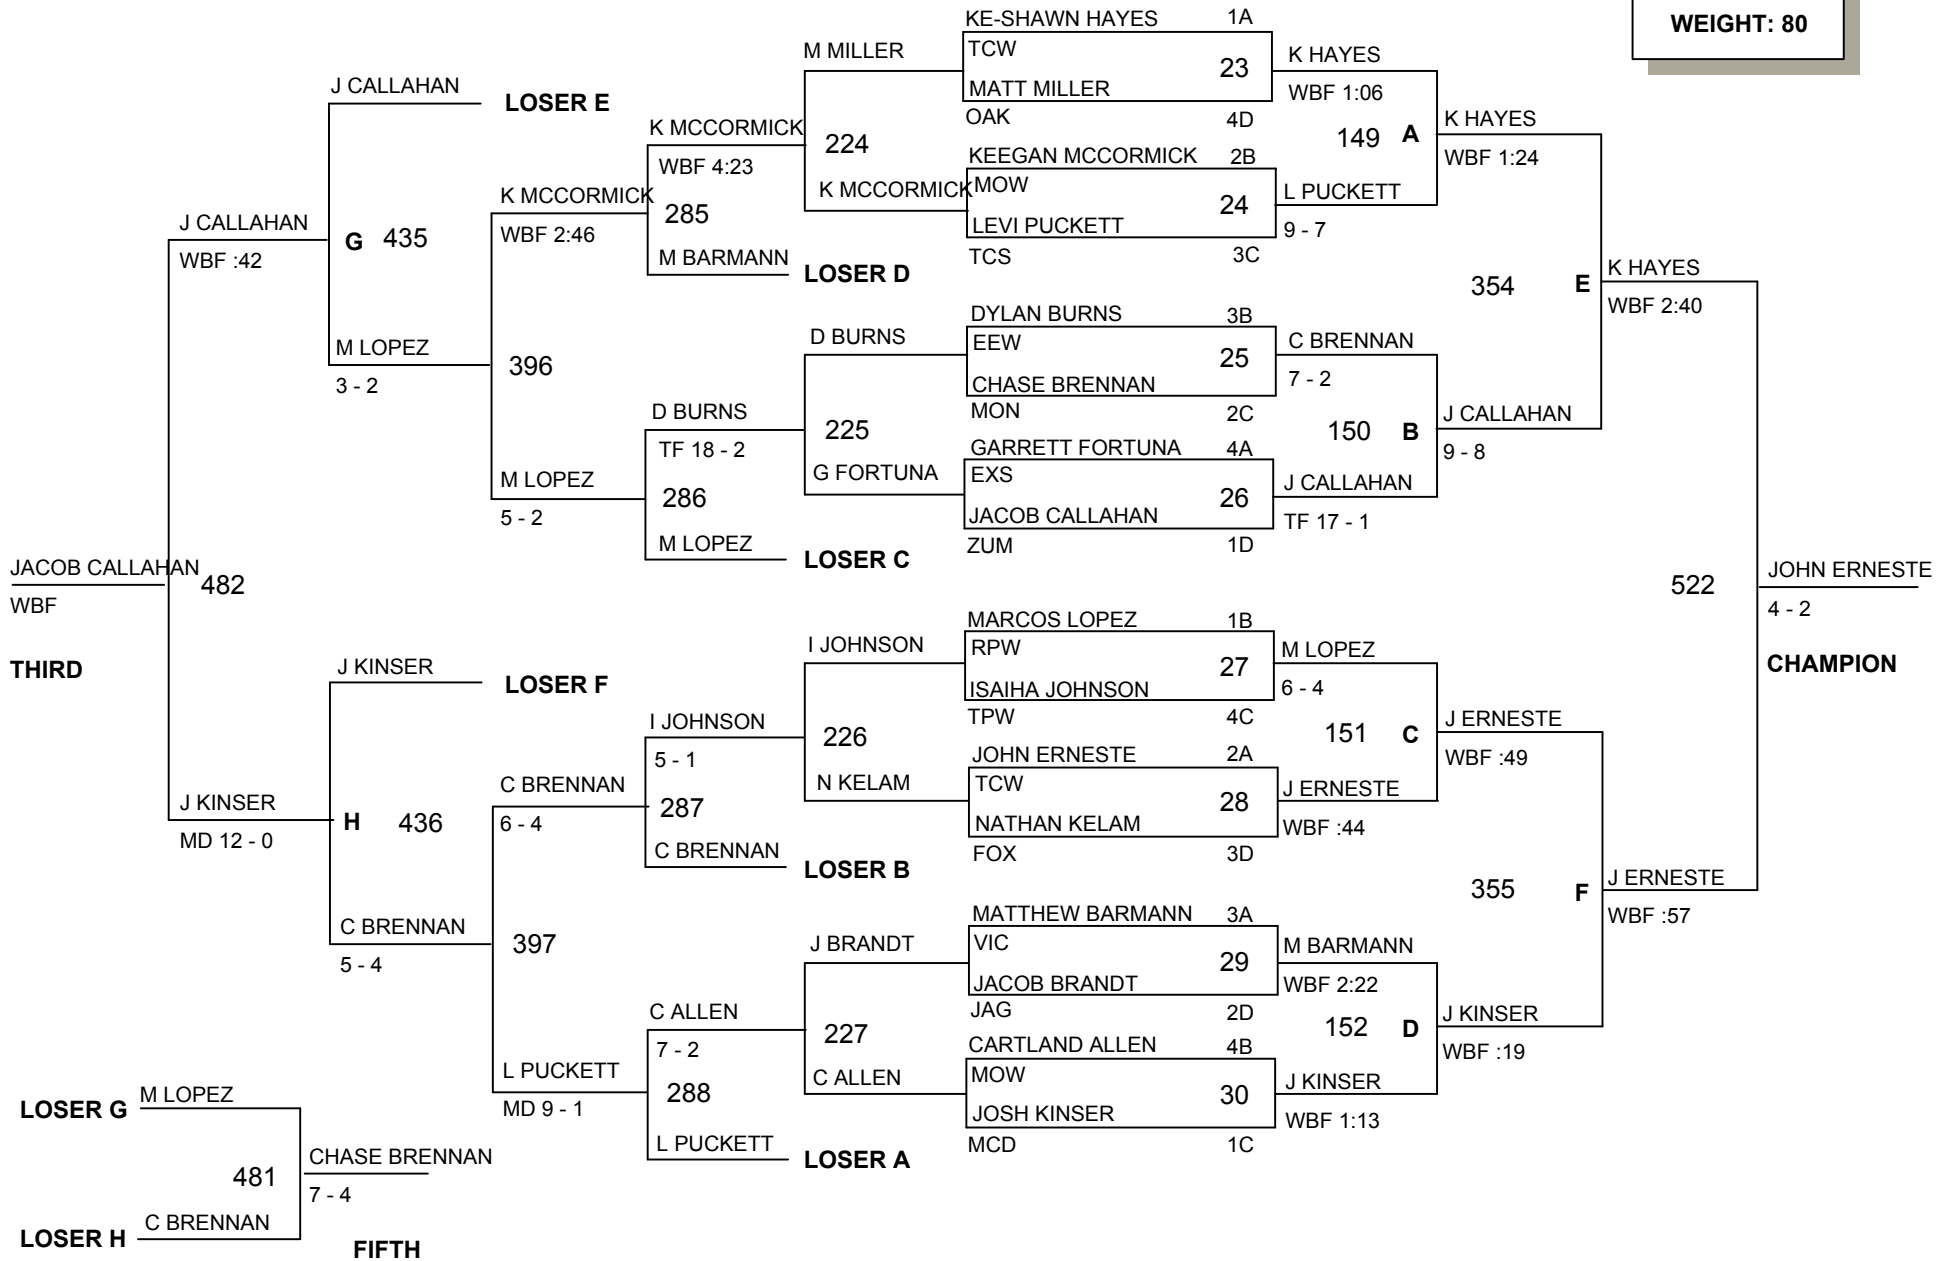 WEIGHT: 80
KE-SHAWN HAYES 1A
TCW
23
MATT MILLER
OAK 4D
KEEGAN MCCORMICK 2B
MOW
24
LEVI PUCKETT
TCS 3C
DYLAN BURNS 3B
EEW
25
CHASE BRENNAN
MON 2C
GARRETT FORTUNA 4A
EXS
26
JACOB CALLAHAN
ZUM 1D
MARCOS LOPEZ 1B
RPW
27
ISAIHA JOHNSON
TPW 4C
JOHN ERNESTE 2A
TCW
28
NATHAN KELAM
FOX 3D
MATTHEW BARMANN 3A
VIC
29
JACOB BRANDT
JAG 2D
CARTLAND ALLEN 4B
MOW
30
JOSH KINSER
MCD 1C
K HAYES
WBF 1:06
149 A
L PUCKETT
9 - 7
C BRENNAN
7 - 2
150 B
J CALLAHAN
TF 17 - 1
M LOPEZ
6 - 4
151 C
J ERNESTE
WBF :44
M BARMANN
WBF 2:22
152 D
J KINSER
WBF 1:13
K HAYES
WBF 1:24
354 E
J CALLAHAN
9 - 8
J ERNESTE
WBF :49
355 F
J KINSER
WBF :19
K HAYES
WBF 2:40
522
J ERNESTE
WBF :57
JOHN ERNESTE
4 - 2
CHAMPION
M MILLER
224
K MCCORMICK
D BURNS
225
G FORTUNA
I JOHNSON
226
N KELAM
J BRANDT
227
C ALLEN
K MCCORMICK
WBF 4:23
285
M BARMANN
LOSER D
D BURNS
TF 18 - 2
286
M LOPEZ
LOSER C
I JOHNSON
5 - 1
287
C BRENNAN
LOSER B
C ALLEN
7 - 2
288
L PUCKETT
LOSER A
K MCCORMICK
WBF 2:46
396
M LOPEZ
5 - 2
C BRENNAN
6 - 4
397
L PUCKETT
MD 9 - 1
J CALLAHAN
LOSER E
G 435
M LOPEZ
3 - 2
J KINSER
LOSER F
H 436
C BRENNAN
5 - 4
J CALLAHAN
WBF :42
482
J KINSER
MD 12 - 0
JACOB CALLAHAN
WBF
THIRD
LOSER G M LOPEZ
481
LOSER H C BRENNAN
CHASE BRENNAN
7 - 4
FIFTH